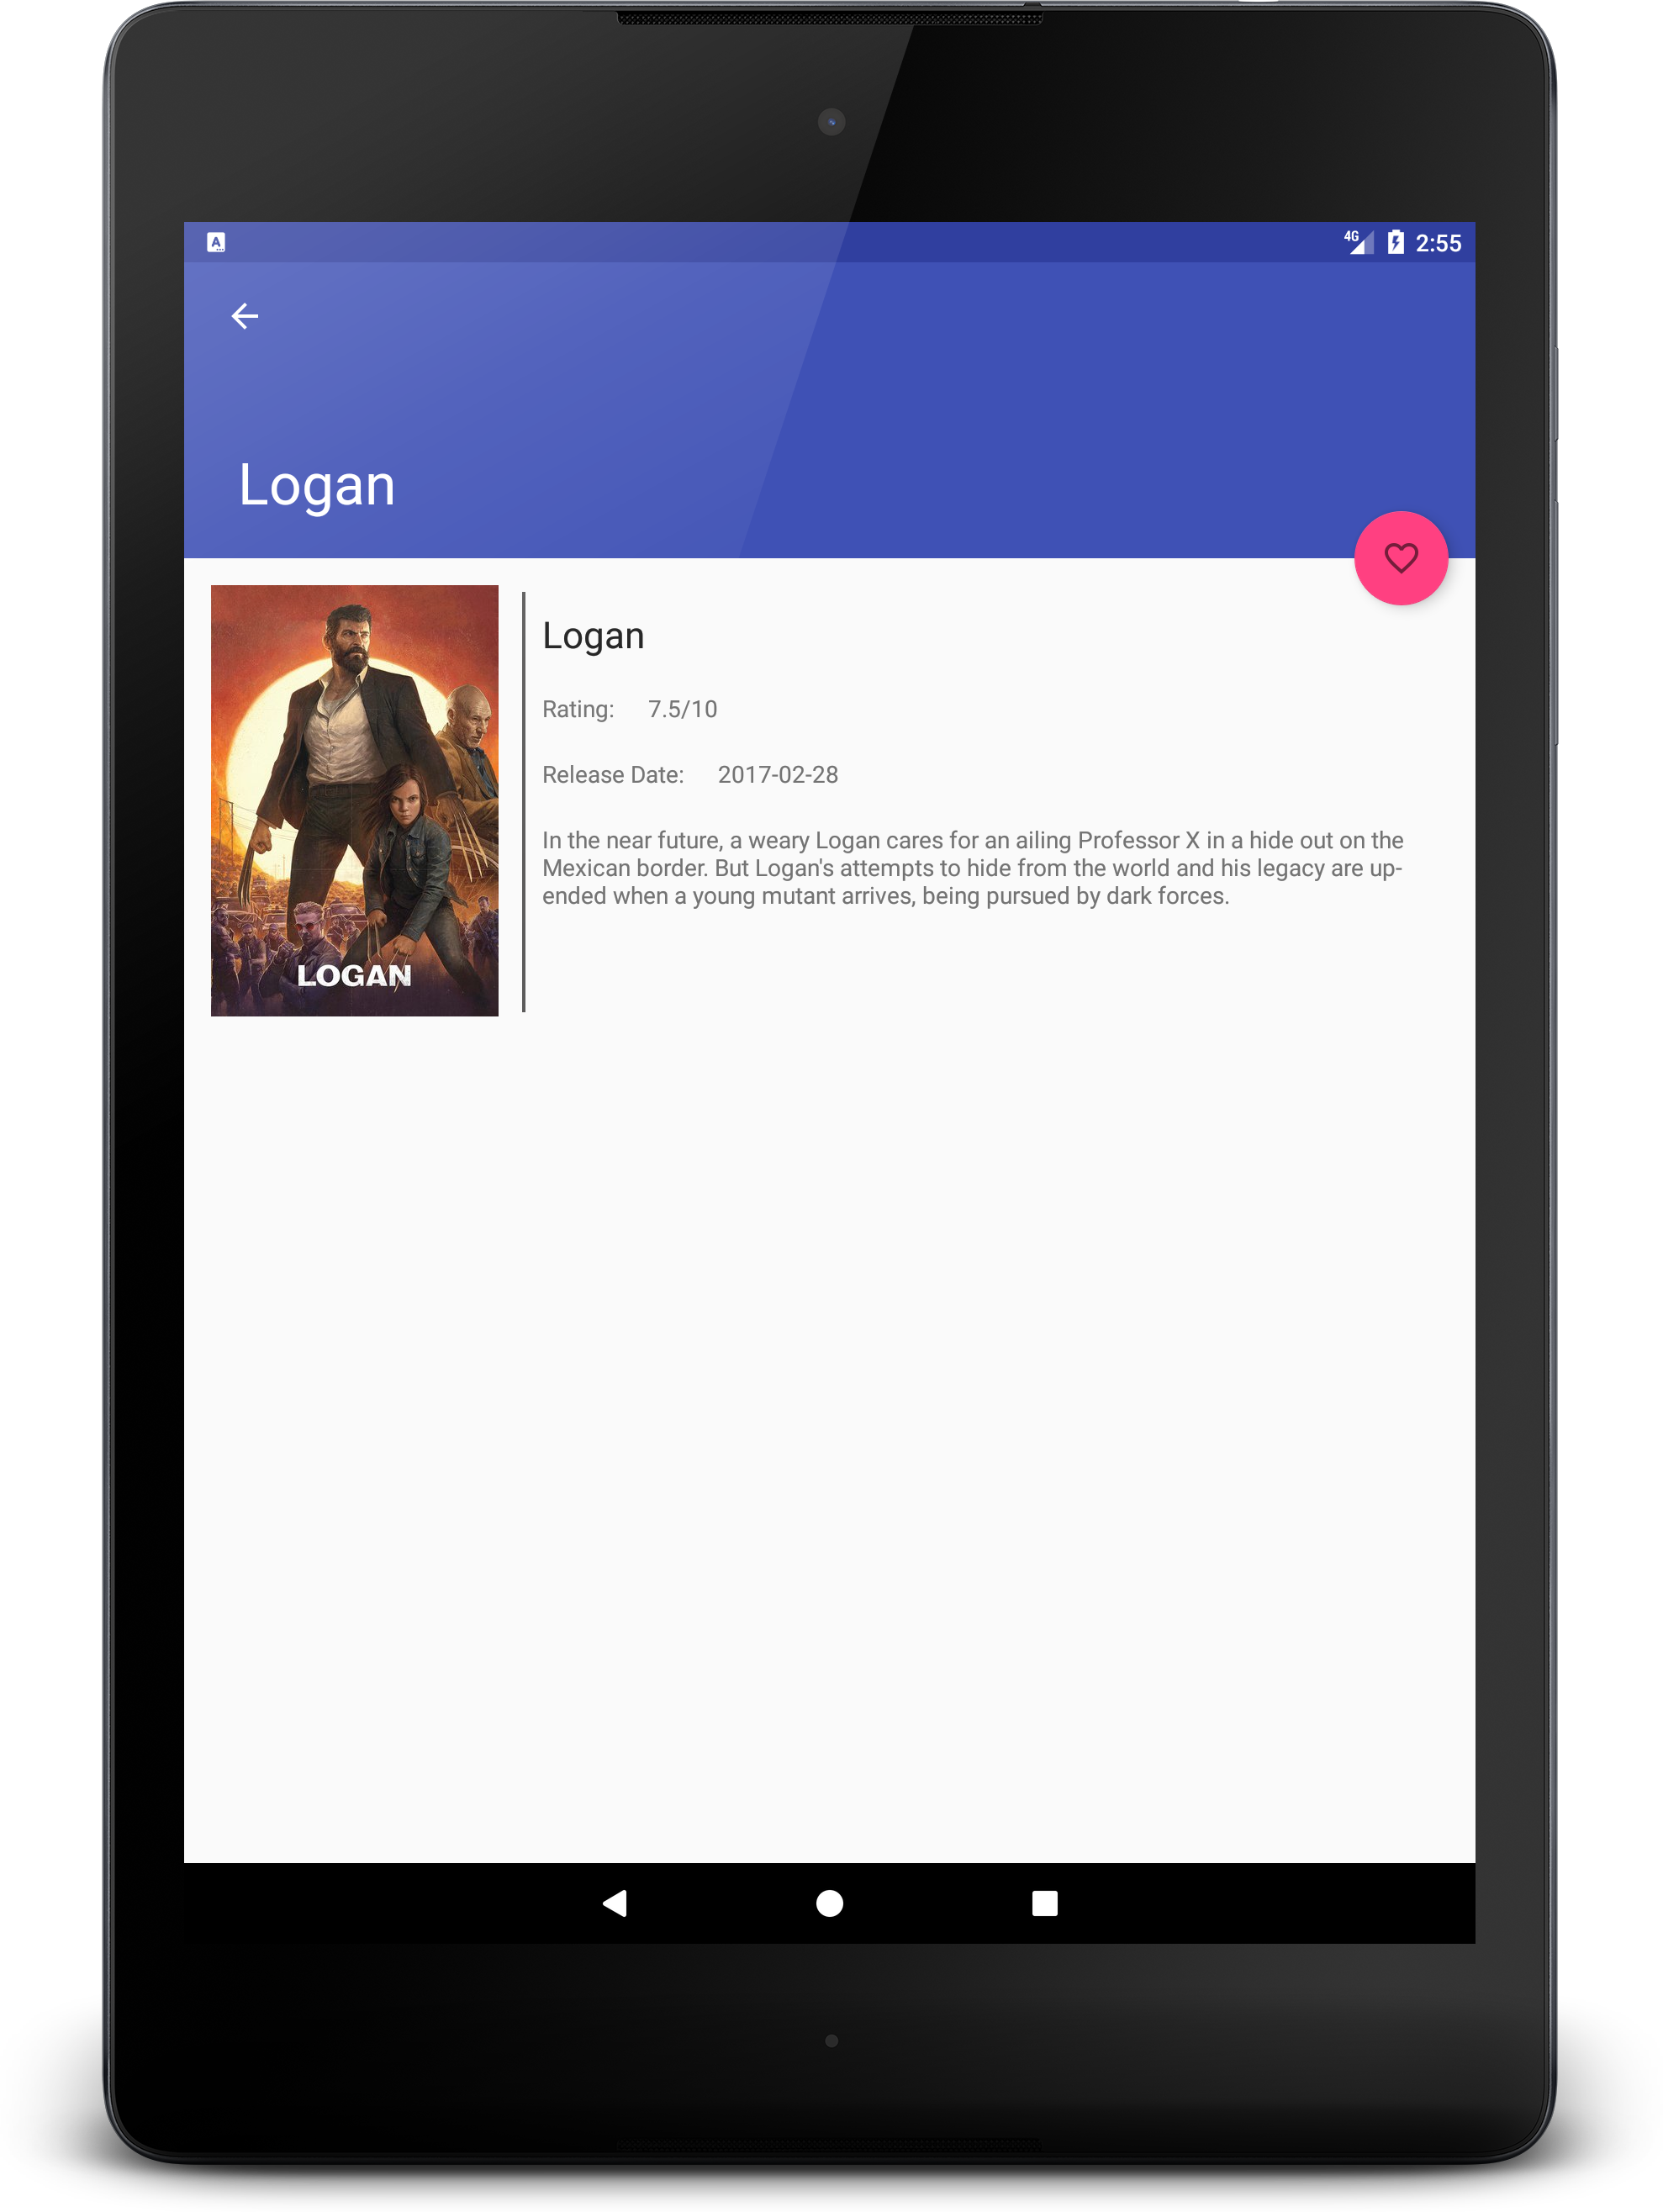 A
4G
2:55
Logan
Logan
Rating: 7.5/10
Release Date: 2017-02-28
In the near future, a weary Logan cares for an ailing Professor X in a hide out on the
Mexican border. But Logan's attempts to hide from the world and his legacy are up-
ended when a young mutant arrives, being pursued by dark forces.
LOGAN